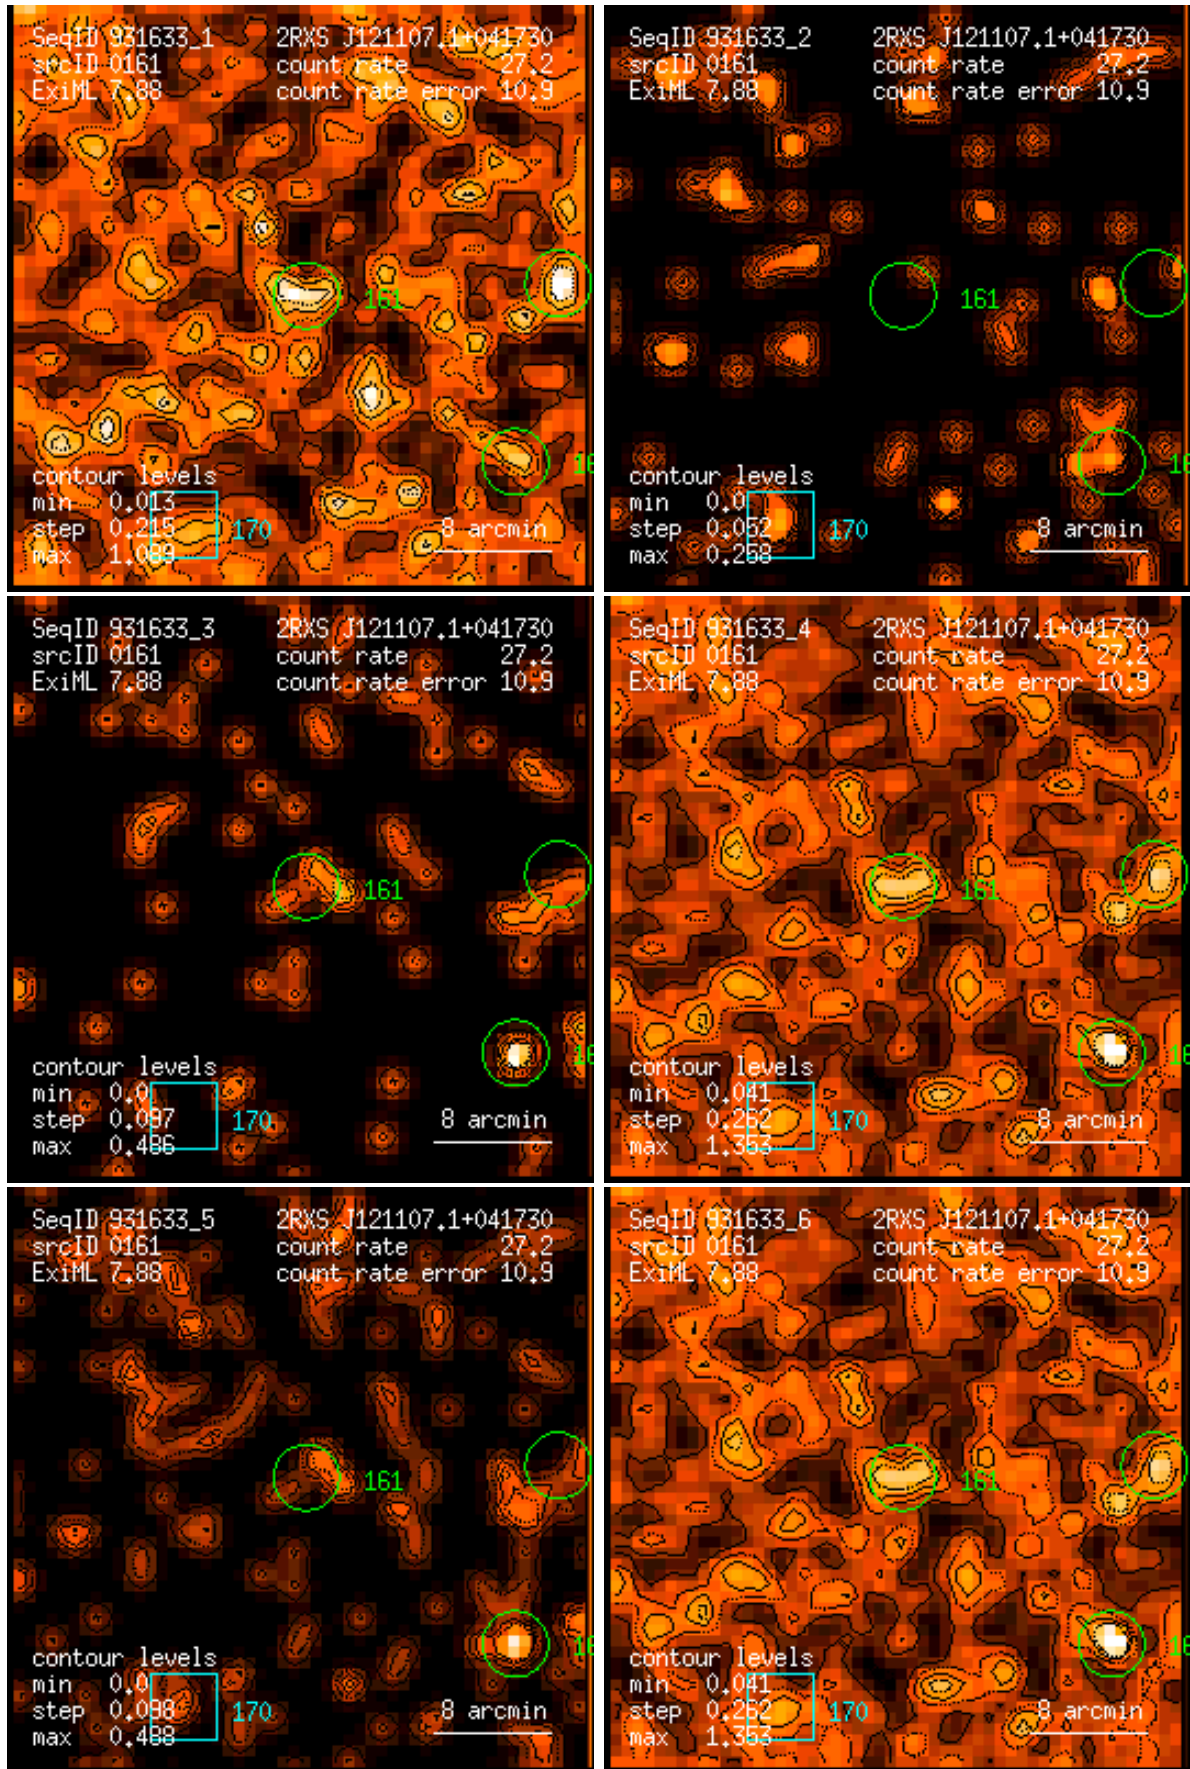 SeqID 931633_1 2RXS J121107.1+041730
srcID 0161 count rate 27.2
ExiML 7.88 count rate error 10.9
161
16
contour levels
min 0.013
step 0.215 170 8 arcmin
max 1.089
SeqID 931633_2 2RXS J121107.1+041730
srcID 0161 count rate 27.2
ExiML 7.88 count rate error 10.9
161
16
contour levels
min 0.0
step 0.052 170 8 arcmin
max 0.258
SeqID 931633_3 2RXS J121107.1+041730
srcID 0161 count rate 27.2
ExiML 7.88 count rate error 10.9
161
16
contour levels
min 0.0
step 0.097 170 8 arcmin
max 0.486
SeqID 931633_4 2RXS J121107.1+041730
srcID 0161 count rate 27.2
ExiML 7.88 count rate error 10.9
161
16
contour levels
min 0.041
step 0.262 170 8 arcmin
max 1.353
SeqID 931633_5 2RXS J121107.1+041730
srcID 0161 count rate 27.2
ExiML 7.88 count rate error 10.9
161
16
contour levels
min 0.0
step 0.098 170 8 arcmin
max 0.488
SeqID 931633_6 2RXS J121107.1+041730
srcID 0161 count rate 27.2
ExiML 7.88 count rate error 10.9
161
16
contour levels
min 0.041
step 0.262 170 8 arcmin
max 1.353